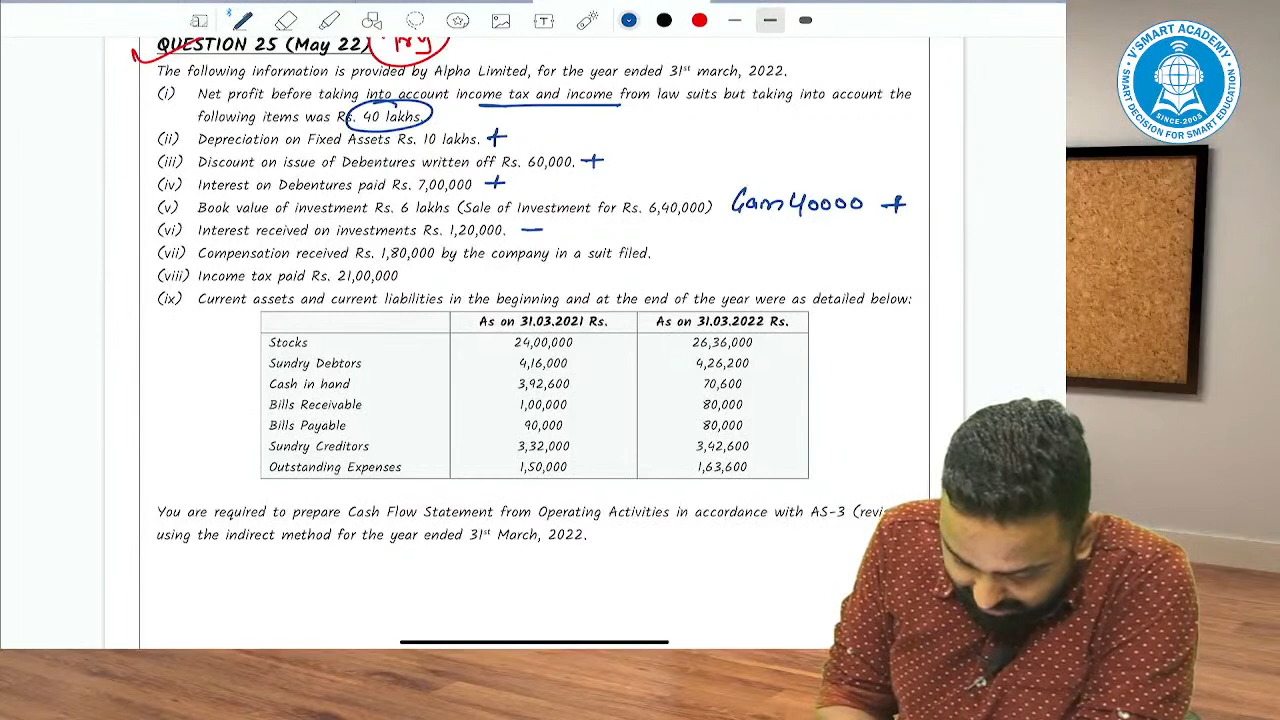 QUESTION 25 (May 22) Try
The following information is provided by Alpha Limited, for the year ended 31st march, 2022.
(i) Net profit before taking into account income tax and income from law suits but taking into account the
following items was Rs. 40 lakhs.
(ii) Depreciation on Fixed Assets Rs. 10 lakhs. +
(iii) Discount on issue of Debentures written off Rs. 60,000. +
(iv) Interest on Debentures paid Rs. 7,00,000 +
(v) Book value of investment Rs. 6 lakhs (Sale of Investment for Rs. 6,40,000) Gain 40000 +
(vi) Interest received on investments Rs. 1,20,000. −
(vii) Compensation received Rs. 1,80,000 by the company in a suit filed.
(viii) Income tax paid Rs. 21,00,000
(ix) Current assets and current liabilities in the beginning and at the end of the year were as detailed below:
As on 31.03.2021 Rs. As on 31.03.2022 Rs.
Stocks 24,00,000 26,36,000
Sundry Debtors 4,16,000 4,26,200
Cash in hand 3,92,600 70,600
Bills Receivable 1,00,000 80,000
Bills Payable 90,000 80,000
Sundry Creditors 3,32,000 3,42,600
Outstanding Expenses 1,50,000 1,63,600
You are required to prepare Cash Flow Statement from Operating Activities in accordance with AS-3
using the indirect method for the year ended 31st March, 2022.
V'SMART ACADEMY
SINCE-2005
SMART DECISION FOR SMART EDUCATION